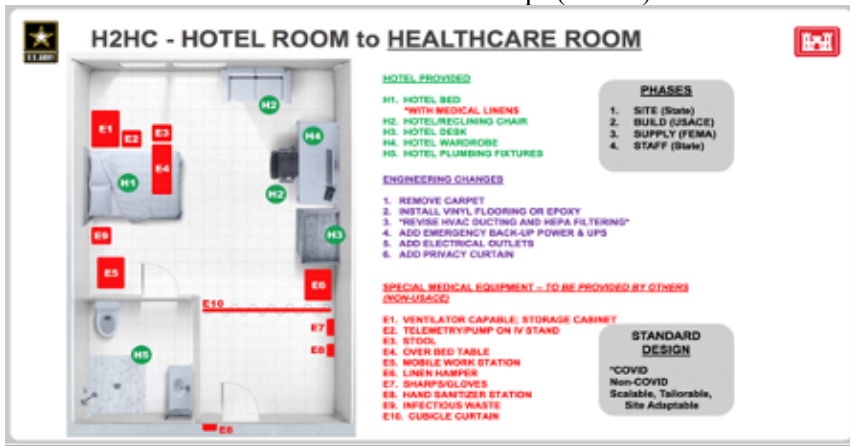 H2HC - HOTEL ROOM to HEALTHCARE ROOM
U.S. ARMY
HOTEL PROVIDED
H1. HOTEL BED
*WITH MEDICAL LINENS
H2. HOTEL/RECLINING CHAIR
H3. HOTEL DESK
H4. HOTEL WARDROBE
H5. HOTEL PLUMBING FIXTURES
PHASES
1. SITE (State)
2. BUILD (USACE)
3. SUPPLY (FEMA)
4. STAFF (State)
ENGINEERING CHANGES
1. REMOVE CARPET
2. INSTALL VINYL FLOORING OR EPOXY
3. *REVISE HVAC DUCTING AND HEPA FILTERING*
4. ADD EMERGENCY BACK-UP POWER & UPS
5. ADD ELECTRICAL OUTLETS
6. ADD PRIVACY CURTAIN
SPECIAL MEDICAL EQUIPMENT – TO BE PROVIDED BY OTHERS
(NON-USACE)
E1. VENTILATOR CAPABLE; STORAGE CABINET
E2. TELEMETRY/PUMP ON IV STAND
E3. STOOL
E4. OVER BED TABLE
E5. MOBILE WORK STATION
E6. LINEN HAMPER
E7. SHARPS/GLOVES
E8. HAND SANITIZER STATION
E9. INFECTIOUS WASTE
E10. CUBICLE CURTAIN
STANDARD
DESIGN
*COVID
Non-COVID
Scalable, Tailorable,
Site Adaptable
H2
E1
E2
E3
H4
E4
H1
H2
E9
H3
E5
E6
E10
E7
E8
H5
E8